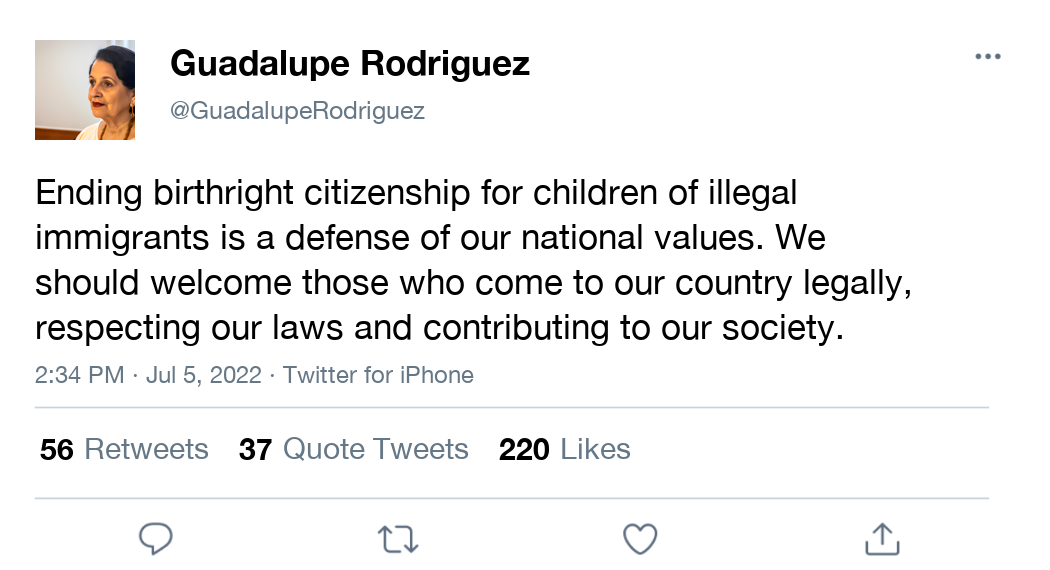 Guadalupe Rodriguez
@GuadalupeRodriguez
Ending birthright citizenship for children of illegal
immigrants is a defense of our national values. We
should welcome those who come to our country legally,
respecting our laws and contributing to our society.
2:34 PM · Jul 5, 2022 · Twitter for iPhone
56 Retweets 37 Quote Tweets 220 Likes